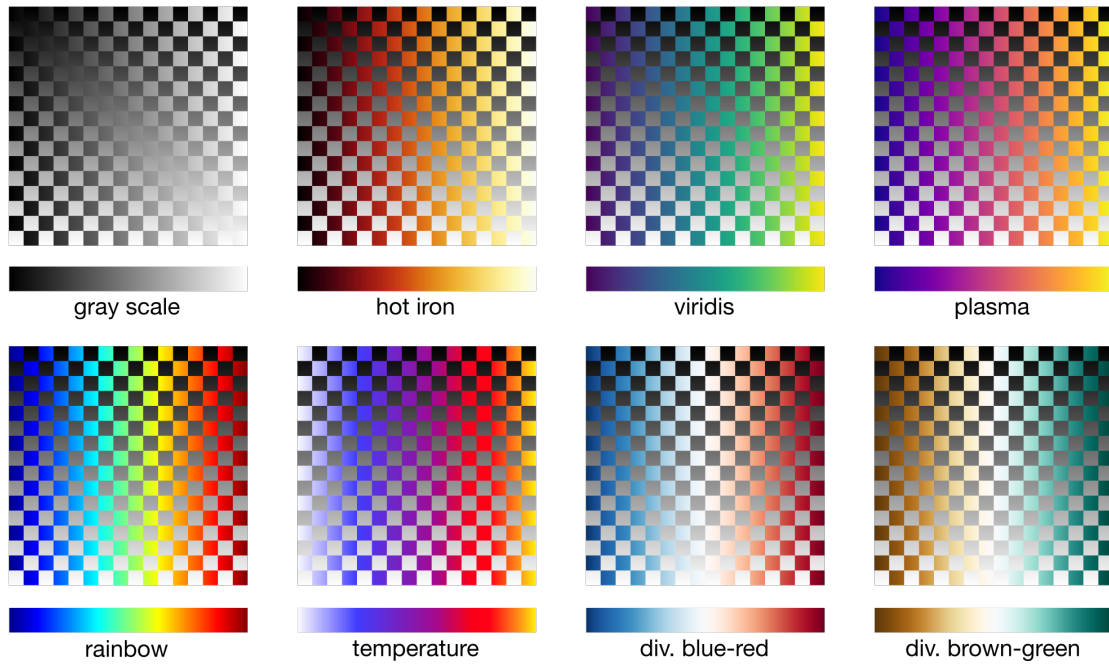 gray scale
hot iron
viridis
plasma
rainbow
temperature
div. blue-red
div. brown-green